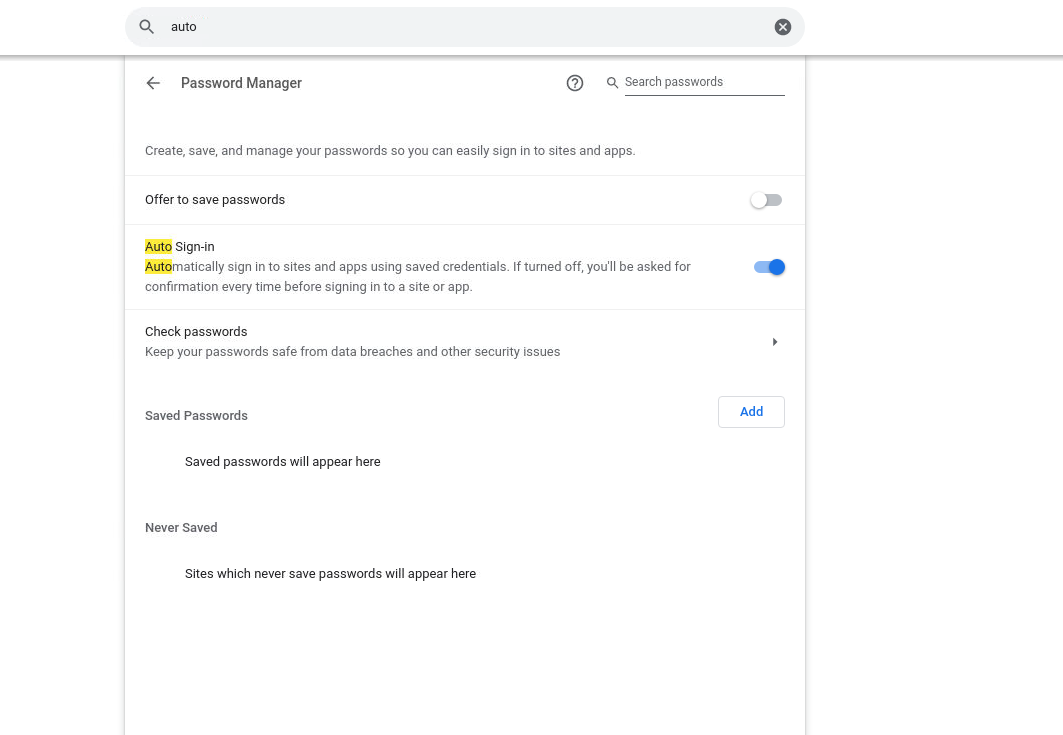 auto
Password Manager
Search passwords
Create, save, and manage your passwords so you can easily sign in to sites and apps.
Offer to save passwords
Auto Sign-in
Automatically sign in to sites and apps using saved credentials. If turned off, you'll be asked for
confirmation every time before signing in to a site or app.
Check passwords
Keep your passwords safe from data breaches and other security issues
Saved Passwords
Add
Saved passwords will appear here
Never Saved
Sites which never save passwords will appear here